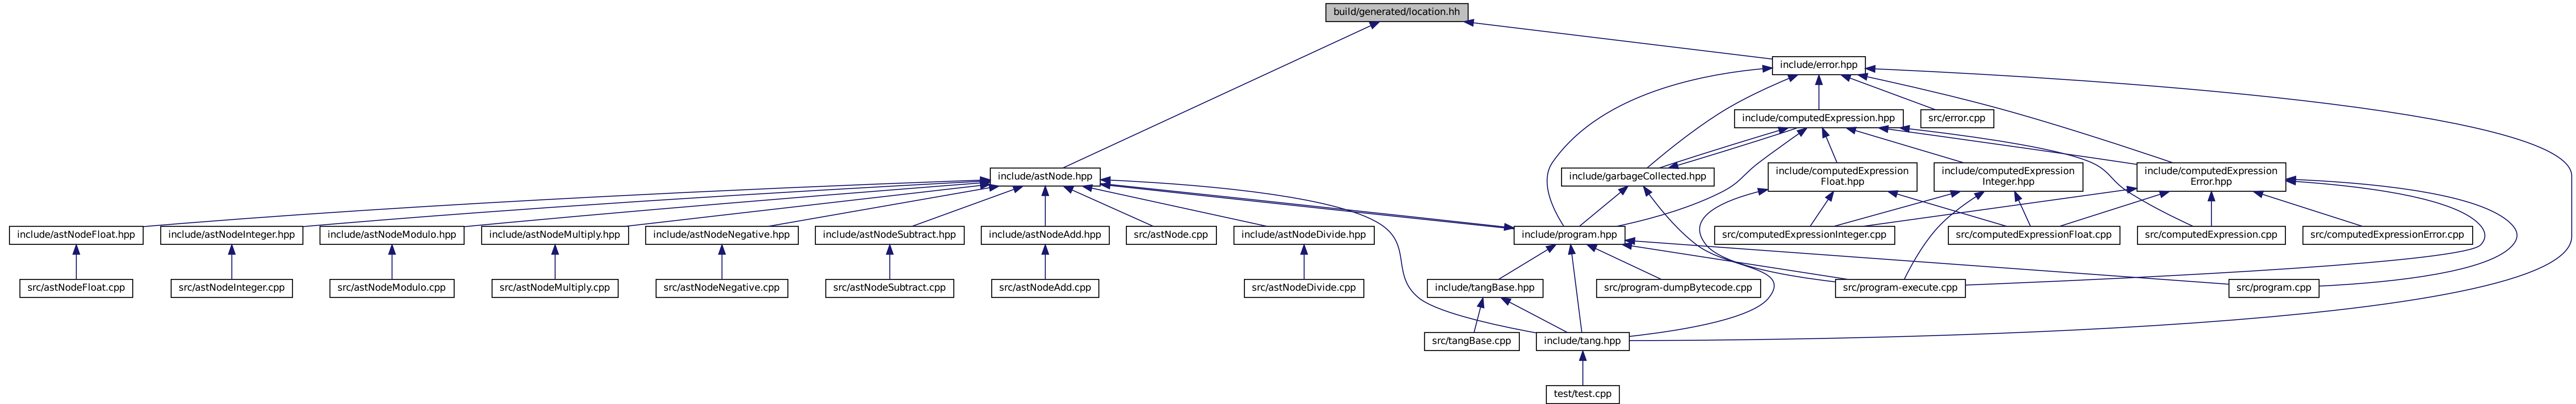 build/generated/location.hh
include/error.hpp
include/computedExpression.hpp
src/error.cpp
include/astNode.hpp
include/garbageCollected.hpp
include/computedExpression
Float.hpp
include/computedExpression
Integer.hpp
include/computedExpression
Error.hpp
include/astNodeFloat.hpp
include/astNodeInteger.hpp
include/astNodeModulo.hpp
include/astNodeMultiply.hpp
include/astNodeNegative.hpp
include/astNodeSubtract.hpp
include/astNodeAdd.hpp
src/astNode.cpp
include/astNodeDivide.hpp
include/program.hpp
src/computedExpressionInteger.cpp
src/computedExpressionFloat.cpp
src/computedExpression.cpp
src/computedExpressionError.cpp
src/astNodeFloat.cpp
src/astNodeInteger.cpp
src/astNodeModulo.cpp
src/astNodeMultiply.cpp
src/astNodeNegative.cpp
src/astNodeSubtract.cpp
src/astNodeAdd.cpp
src/astNodeDivide.cpp
include/tangBase.hpp
src/program-dumpBytecode.cpp
src/program-execute.cpp
src/program.cpp
src/tangBase.cpp
include/tang.hpp
test/test.cpp